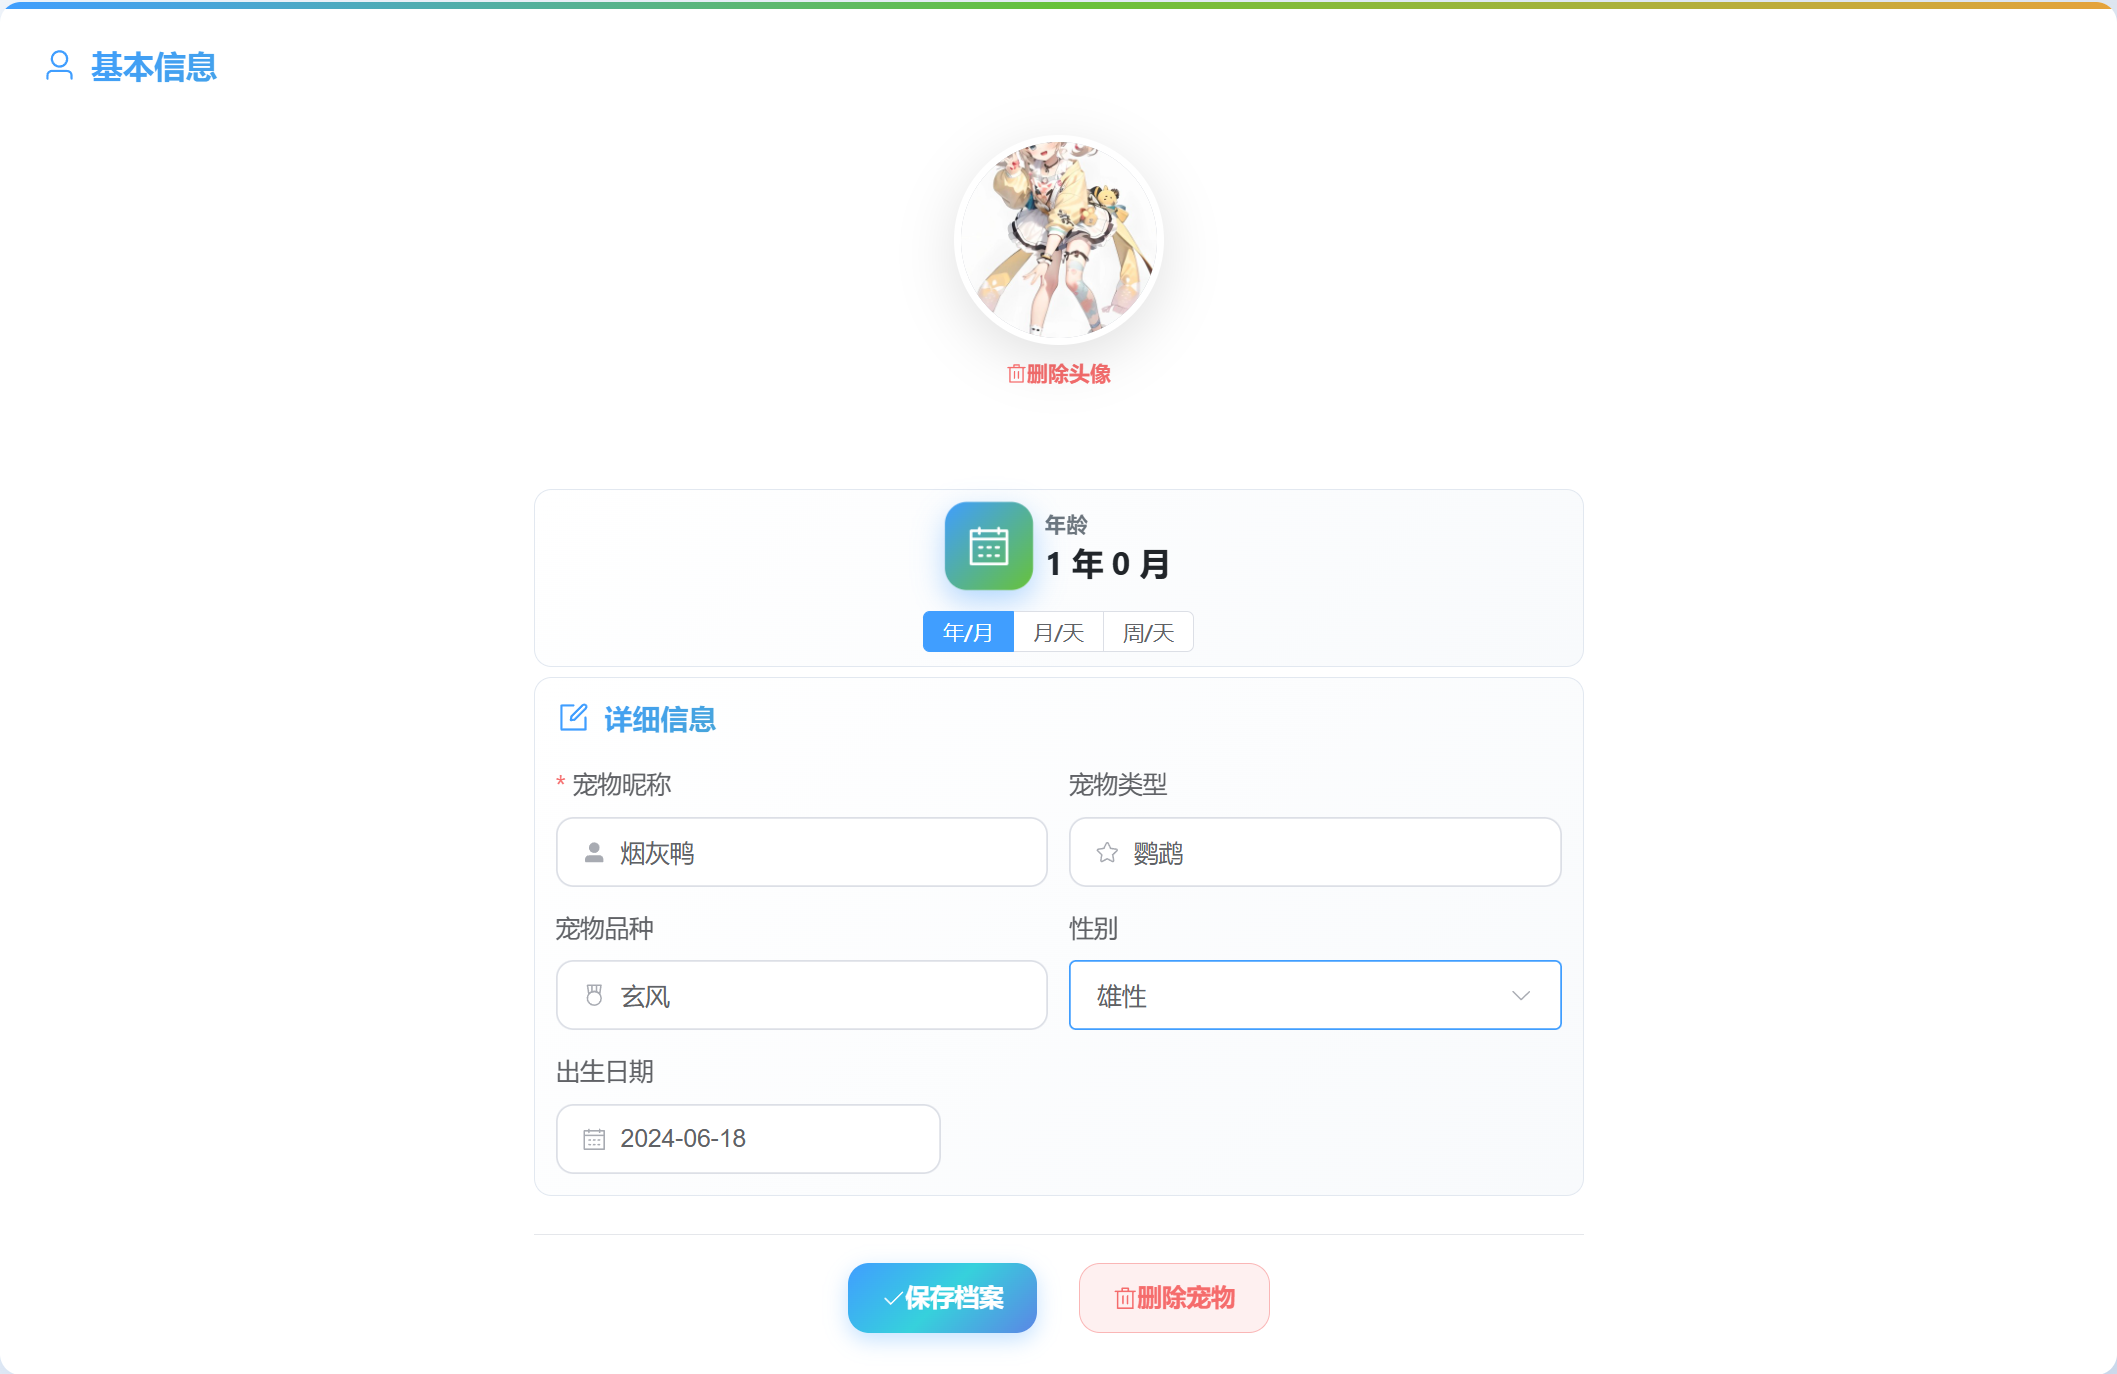 基本信息
删除头像
年龄
1 年 0 月
年/月 月/天 周/天
详细信息
* 宠物昵称 宠物类型
烟灰鸭 鹦鹉
宠物品种 性别
玄风 雄性
出生日期
2024-06-18
保存档案 删除宠物